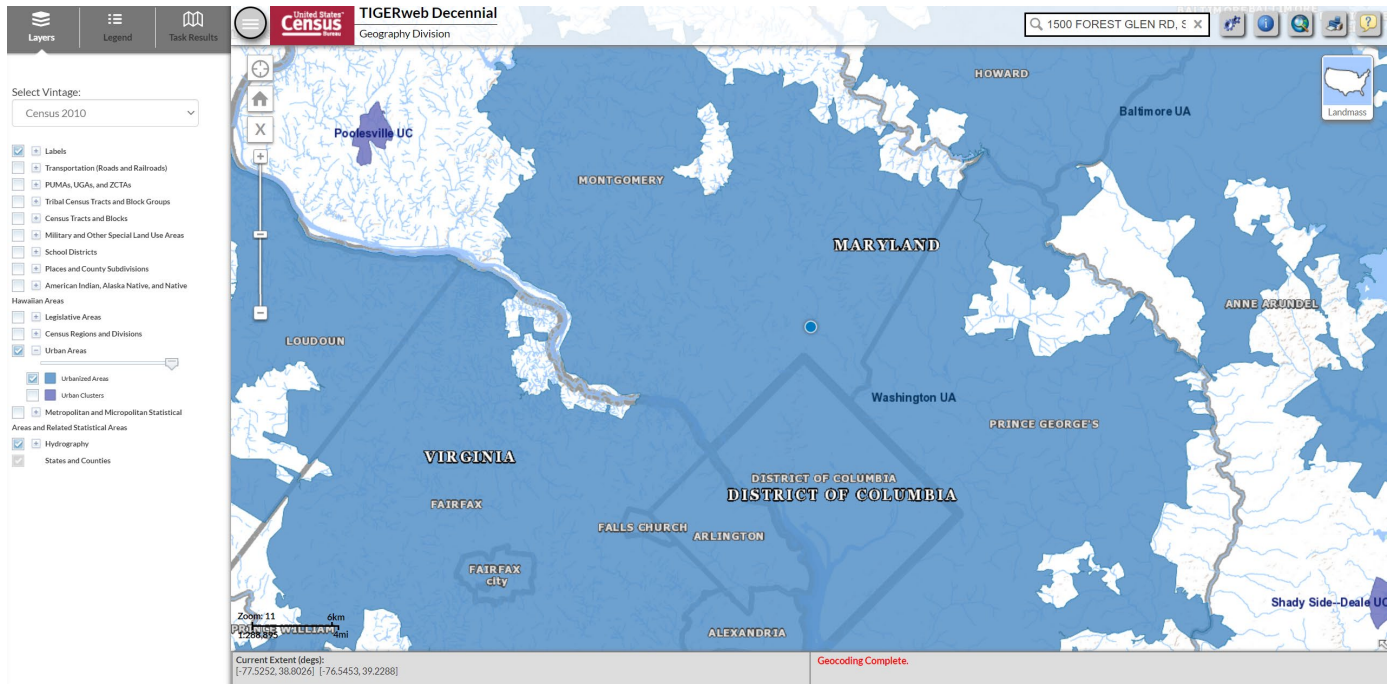 Layers
Legend
Task Results
United States®
Census
Bureau
TIGERweb Decennial
Geography Division
1500 FOREST GLEN RD, S
X
Select Vintage:
Census 2010
Labels
Transportation (Roads and Railroads)
PUMAs, UGAs, and ZCTAs
Tribal Census Tracts and Block Groups
Census Tracts and Blocks
Military and Other Special Land Use Areas
School Districts
Places and County Subdivisions
American Indian, Alaska Native, and Native
Hawaiian Areas
Legislative Areas
Census Regions and Divisions
Urban Areas
Urbanized Areas
Urban Clusters
Metropolitan and Micropolitan Statistical
Areas and Related Statistical Areas
Hydrography
States and Counties
HOWARD
Landmass
Baltimore UA
Poolesville UC
MONTGOMERY
MARYLAND
ANNE ARUNDEL
LOUDOUN
Washington UA
PRINCE GEORGE'S
VIRGINIA
DISTRICT OF COLUMBIA
DISTRICT OF COLUMBIA
FAIRFAX
FALLS CHURCH
ARLINGTON
FAIRFAX
city
Shady Side--Deale UC
Zoom: 11
6km
PRINCE WILLIAM
1:288,895
4mi
ALEXANDRIA
Current Extent (degs):
[-77.5252, 38.8026] [-76.5453, 39.2288]
Geocoding Complete.